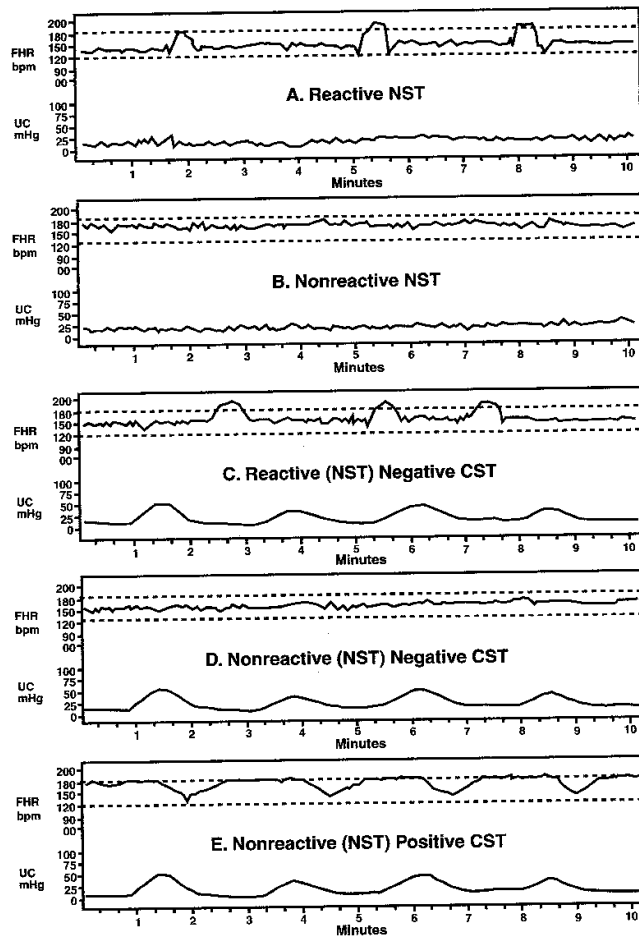 FHR
bpm
200
180
150
120
90
00
A. Reactive NST
UC
mmHg
100
75
50
25
0
1 2 3 4 5 6 7 8 9 10
Minutes
FHR
bpm
200
180
150
120
90
00
B. Nonreactive NST
UC
mmHg
100
75
50
25
0
1 2 3 4 5 6 7 8 9 10
Minutes
FHR
bpm
200
180
150
120
90
00
C. Reactive (NST) Negative CST
UC
mmHg
100
75
50
25
0
1 2 3 4 5 6 7 8 9 10
Minutes
FHR
bpm
200
180
150
120
90
00
D. Nonreactive (NST) Negative CST
UC
mmHg
100
75
50
25
0
1 2 3 4 5 6 7 8 9 10
Minutes
FHR
bpm
200
180
150
120
90
00
E. Nonreactive (NST) Positive CST
UC
mmHg
100
75
50
25
0
1 2 3 4 5 6 7 8 9 10
Minutes